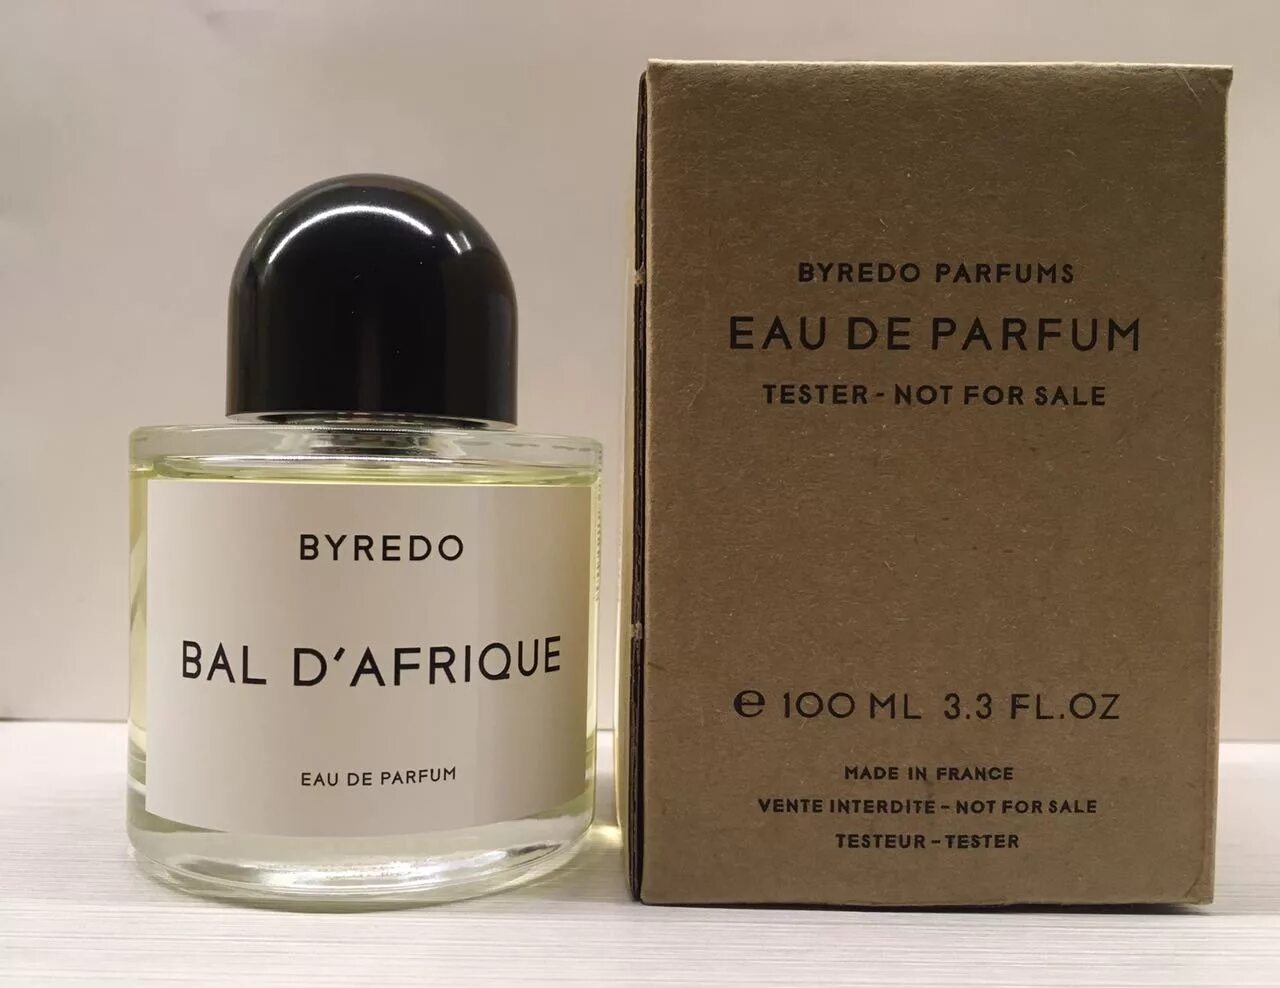 BYREDO
BAL D'AFRIQUE
EAU DE PARFUM
BYREDO PARFUMS
EAU DE PARFUM
TESTER - NOT FOR SALE
℮ 100 ML 3.3 FL.OZ
MADE IN FRANCE
VENTE INTERDITE - NOT FOR SALE
TESTEUR - TESTER